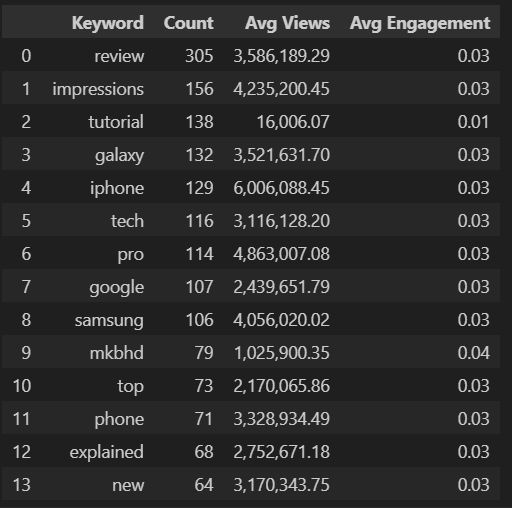 Keyword Count Avg Views Avg Engagement
0 review 305 3,586,189.29 0.03
1 impressions 156 4,235,200.45 0.03
2 tutorial 138 16,006.07 0.01
3 galaxy 132 3,521,631.70 0.03
4 iphone 129 6,006,088.45 0.03
5 tech 116 3,116,128.20 0.03
6 pro 114 4,863,007.08 0.03
7 google 107 2,439,651.79 0.03
8 samsung 106 4,056,020.02 0.03
9 mkbhd 79 1,025,900.35 0.04
10 top 73 2,170,065.86 0.03
11 phone 71 3,328,934.49 0.03
12 explained 68 2,752,671.18 0.03
13 new 64 3,170,343.75 0.03